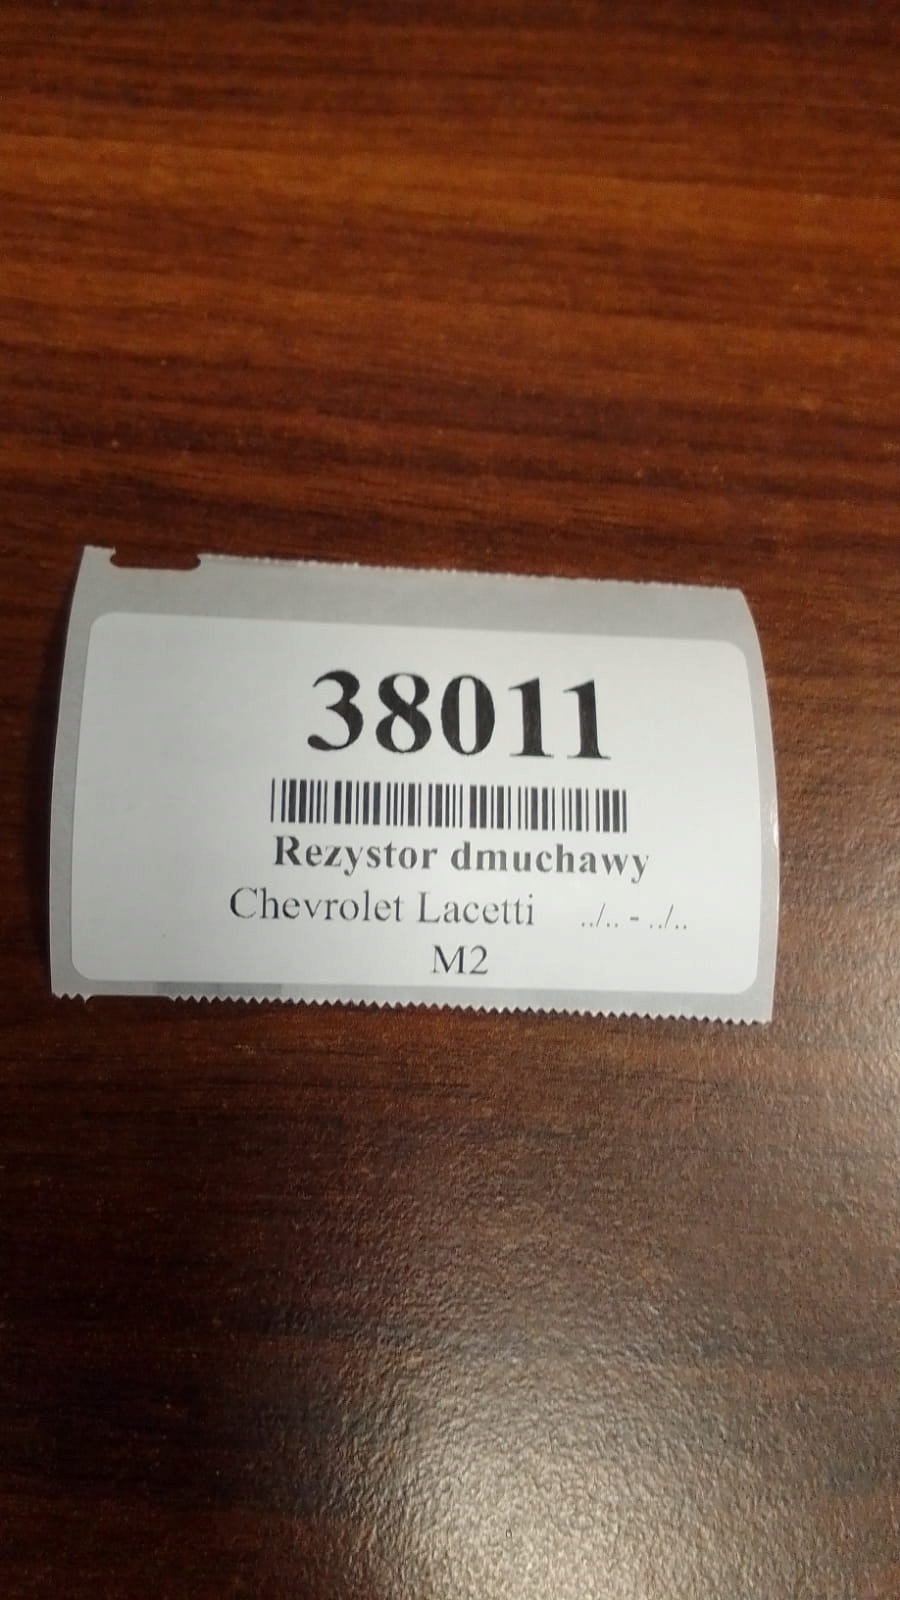 38011
Rezystor dmuchawy
Chevrolet Lacetti ../.. - ../..
M2